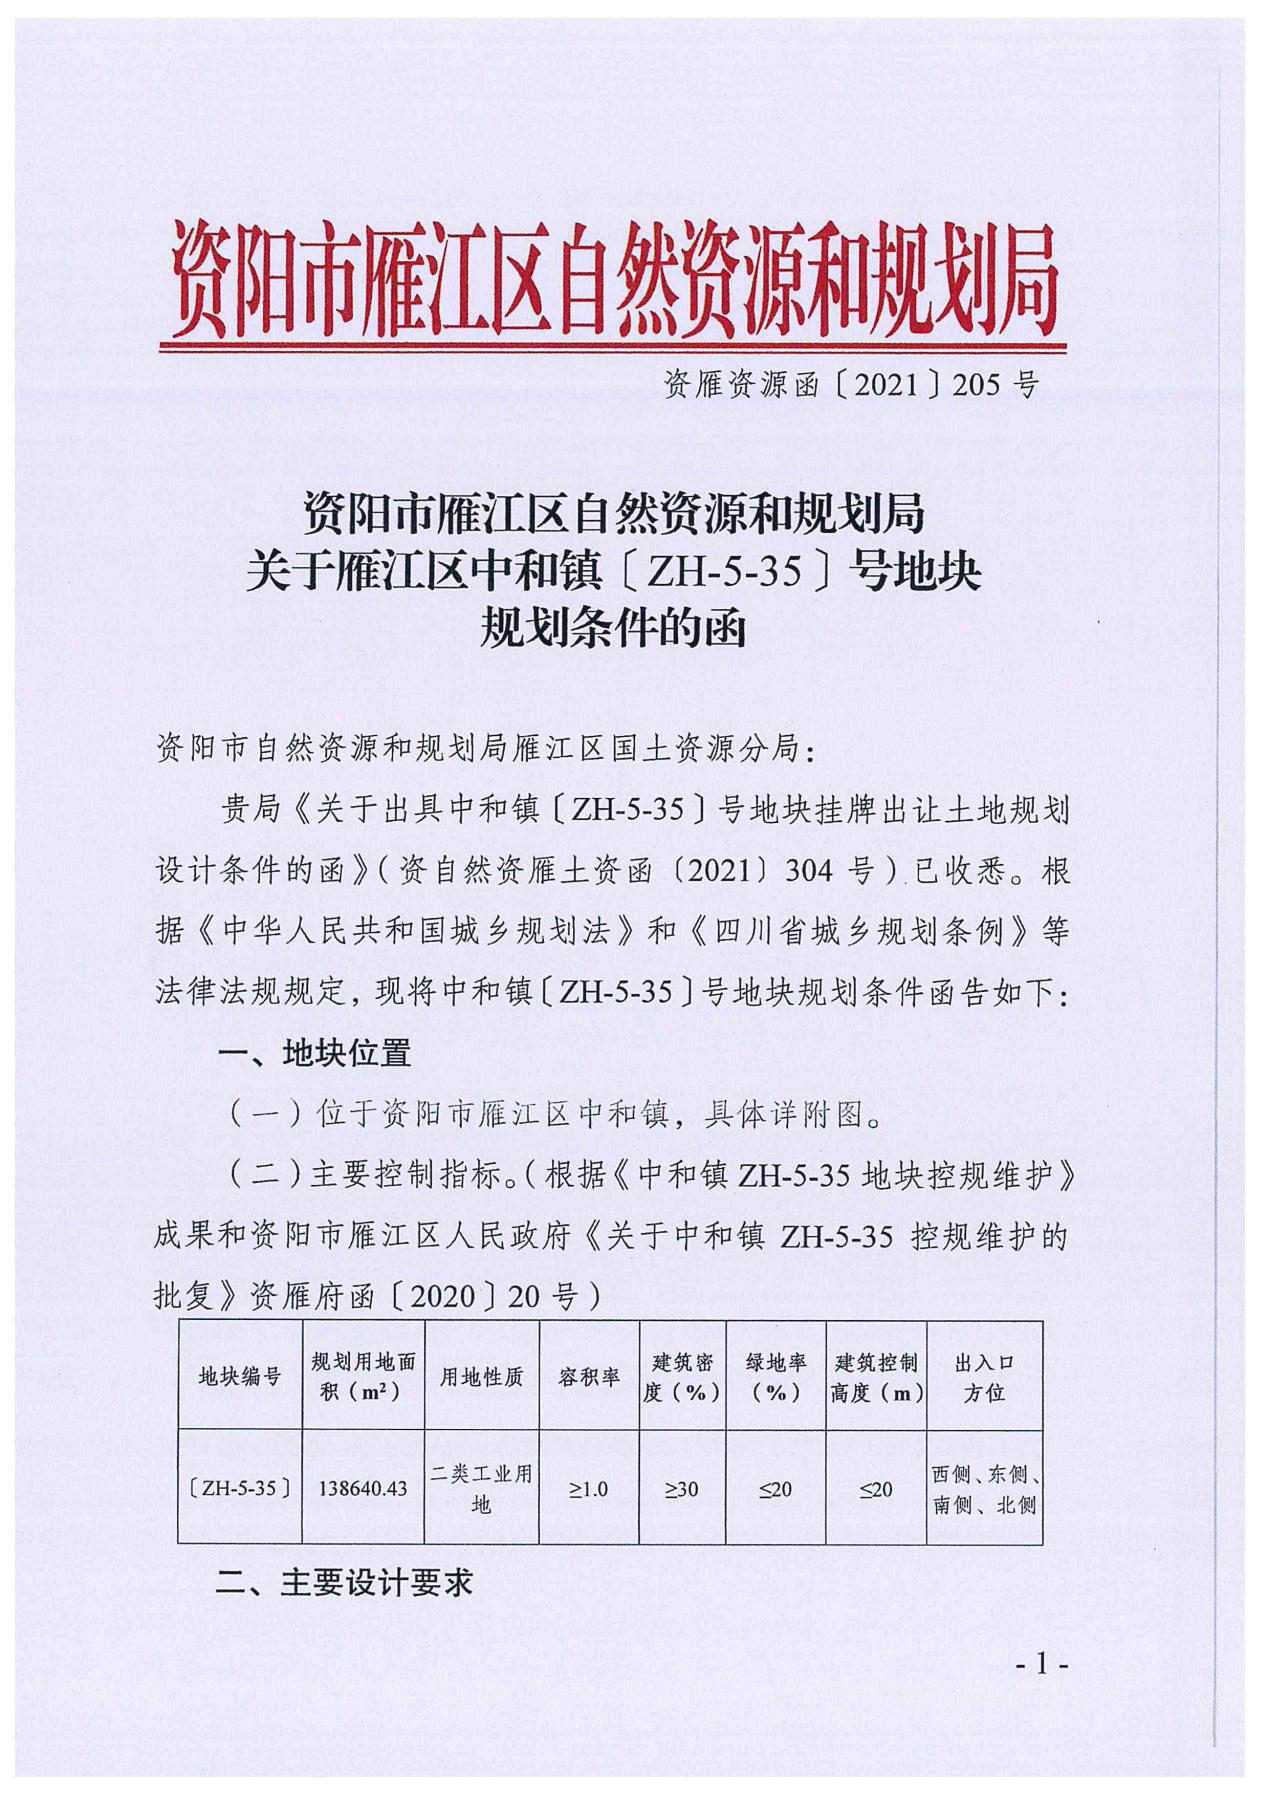 资阳市雁江区自然资源和规划局
资雁资源函〔2021〕205 号
资阳市雁江区自然资源和规划局
关于雁江区中和镇〔ZH-5-35〕号地块
规划条件的函
资阳市自然资源和规划局雁江区国土资源分局：
贵局《关于出具中和镇〔ZH-5-35〕号地块挂牌出让土地规划
设计条件的函》（资自然资雁土资函〔2021〕304 号）已收悉。根
据《中华人民共和国城乡规划法》和《四川省城乡规划条例》等
法律法规规定，现将中和镇〔ZH-5-35〕号地块规划条件函告如下：
一、地块位置
（一）位于资阳市雁江区中和镇，具体详附图。
（二）主要控制指标。（根据《中和镇 ZH-5-35 地块控规维护》
成果和资阳市雁江区人民政府《关于中和镇 ZH-5-35 控规维护的
批复》资雁府函〔2020〕20 号）
地块编号 规划用地面积（m²） 用地性质 容积率 建筑密度（%） 绿地率（%） 建筑控制高度（m） 出入口方位
〔ZH-5-35〕 138640.43 二类工业用地 ≥1.0 ≥30 ≤20 ≤20 西侧、东侧、南侧、北侧
二、主要设计要求
- 1 -